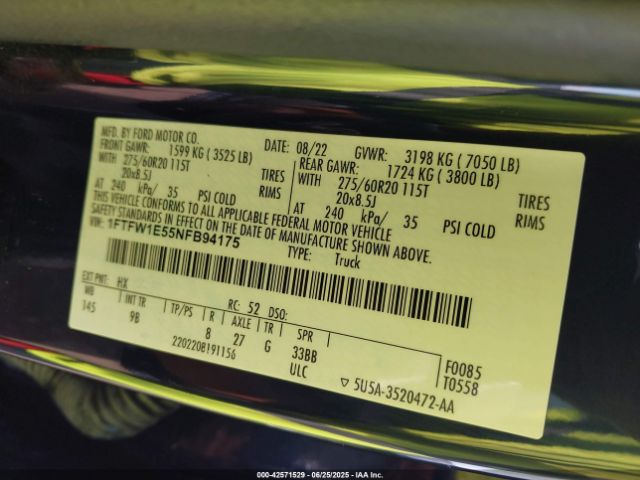 MFD. BY FORD MOTOR CO.
DATE: 08/22 GVWR: 3198 KG ( 7050 LB)
FRONT GAWR: 1599 KG ( 3525 LB)
REAR GAWR: 1724 KG ( 3800 LB)
WITH 275/60R20 115T TIRES
WITH 275/60R20 115T TIRES
20x8.5J RIMS
20x8.5J RIMS
AT 240 kPa/ 35 PSI COLD
AT 240 kPa/ 35 PSI COLD
THIS VEHICLE CONFORMS TO ALL APPLICABLE FEDERAL MOTOR VEHICLE
SAFETY STANDARDS IN EFFECT ON THE DATE OF MANUFACTURE SHOWN ABOVE.
VIN: 1FTFW1E55NFB94175
TYPE: Truck
EXT PNT: HX RC: 52 DSO:
WB INT TR TP/PS R AXLE TR SPR
145 9B 8 27 G 33BB
2202208191156 ULC
F0085
T0558
5U5A-3520472-AA
000-42571529 - 06/25/2025 - IAA Inc.